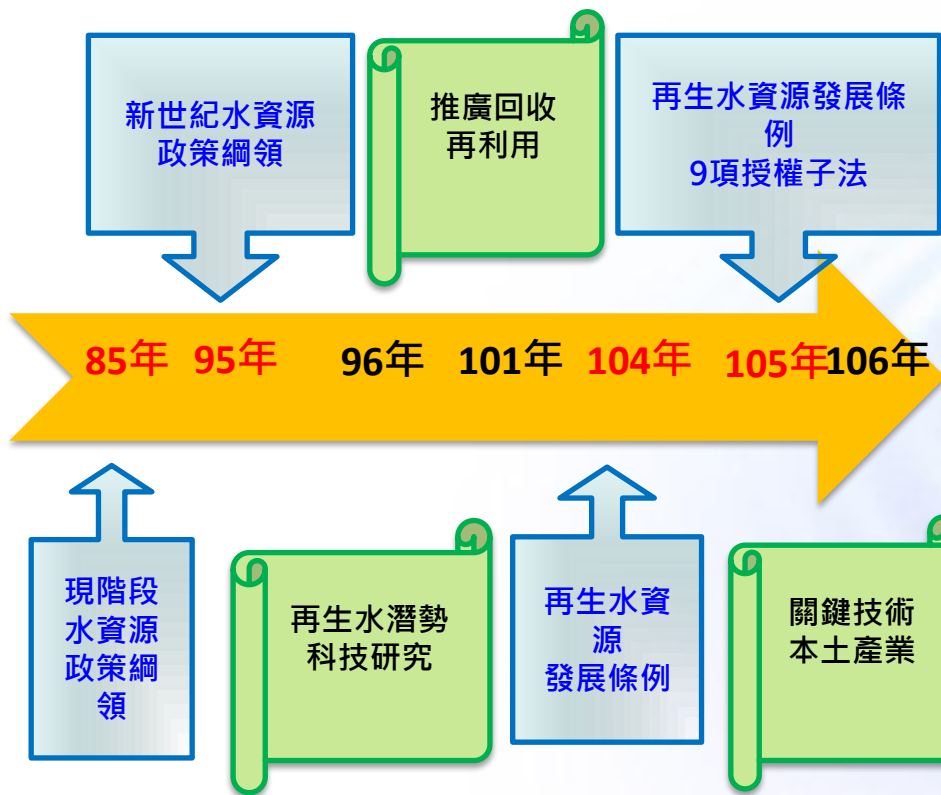 新世紀水資源
政策綱領
推廣回收
再利用
再生水資源發展條
例
9項授權子法
85年 95年 96年 101年 104年 105年 106年
現階段
水資源
政策綱
領
再生水潛勢
科技研究
再生水資
源
發展條例
關鍵技術
本土產業